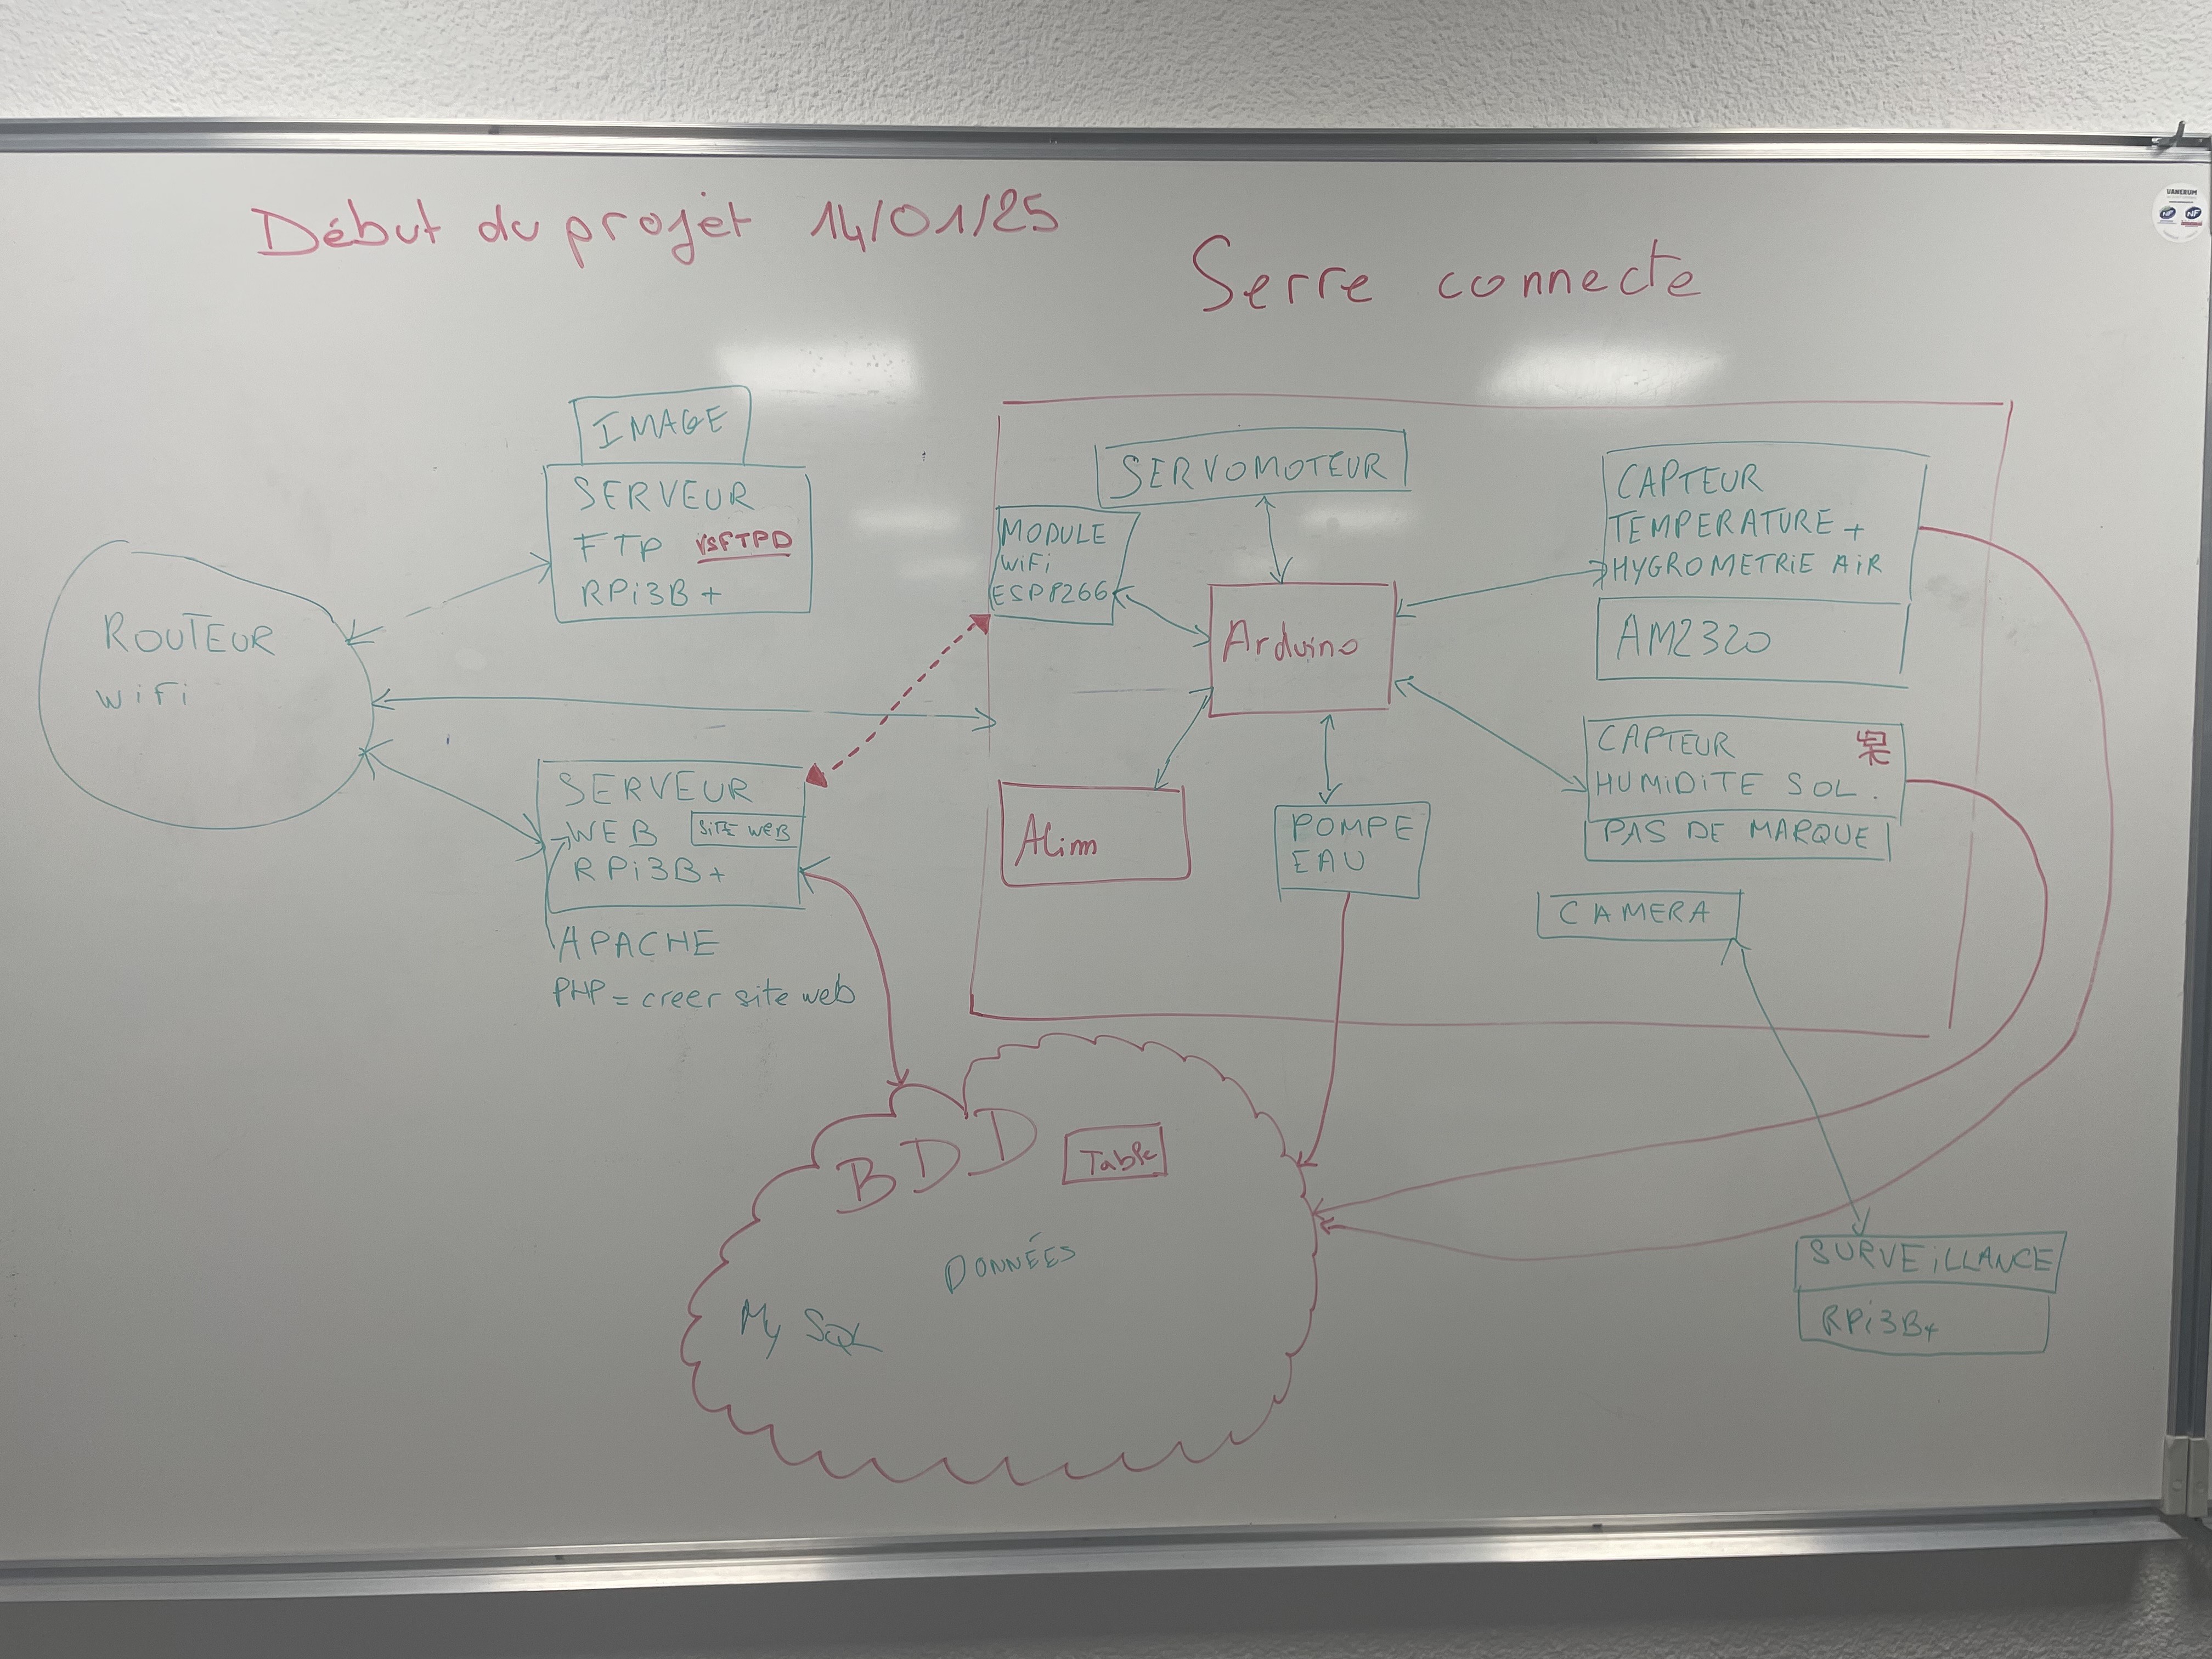 Début du projet 14/01/25
Serre connecte
IMAGE
SERVEUR
FTP VSFTPD
RPi3B+
ROUTEUR
WiFi
SERVEUR
WEB SITE WEB
RPi3B+
APACHE
PHP = creer site web
SERVOMOTEUR
MODULE
WiFi
ESP8266
Arduino
Alim
POMPE
EAU
CAPTEUR
TEMPERATURE +
HYGROMETRIE AIR
AM2320
CAPTEUR
HUMIDITE SOL.
PAS DE MARQUE
CAMERA
SURVEILLANCE
RPi3B+
BDD Table
DONNÉES
My SQL
VANERUM
NF NF